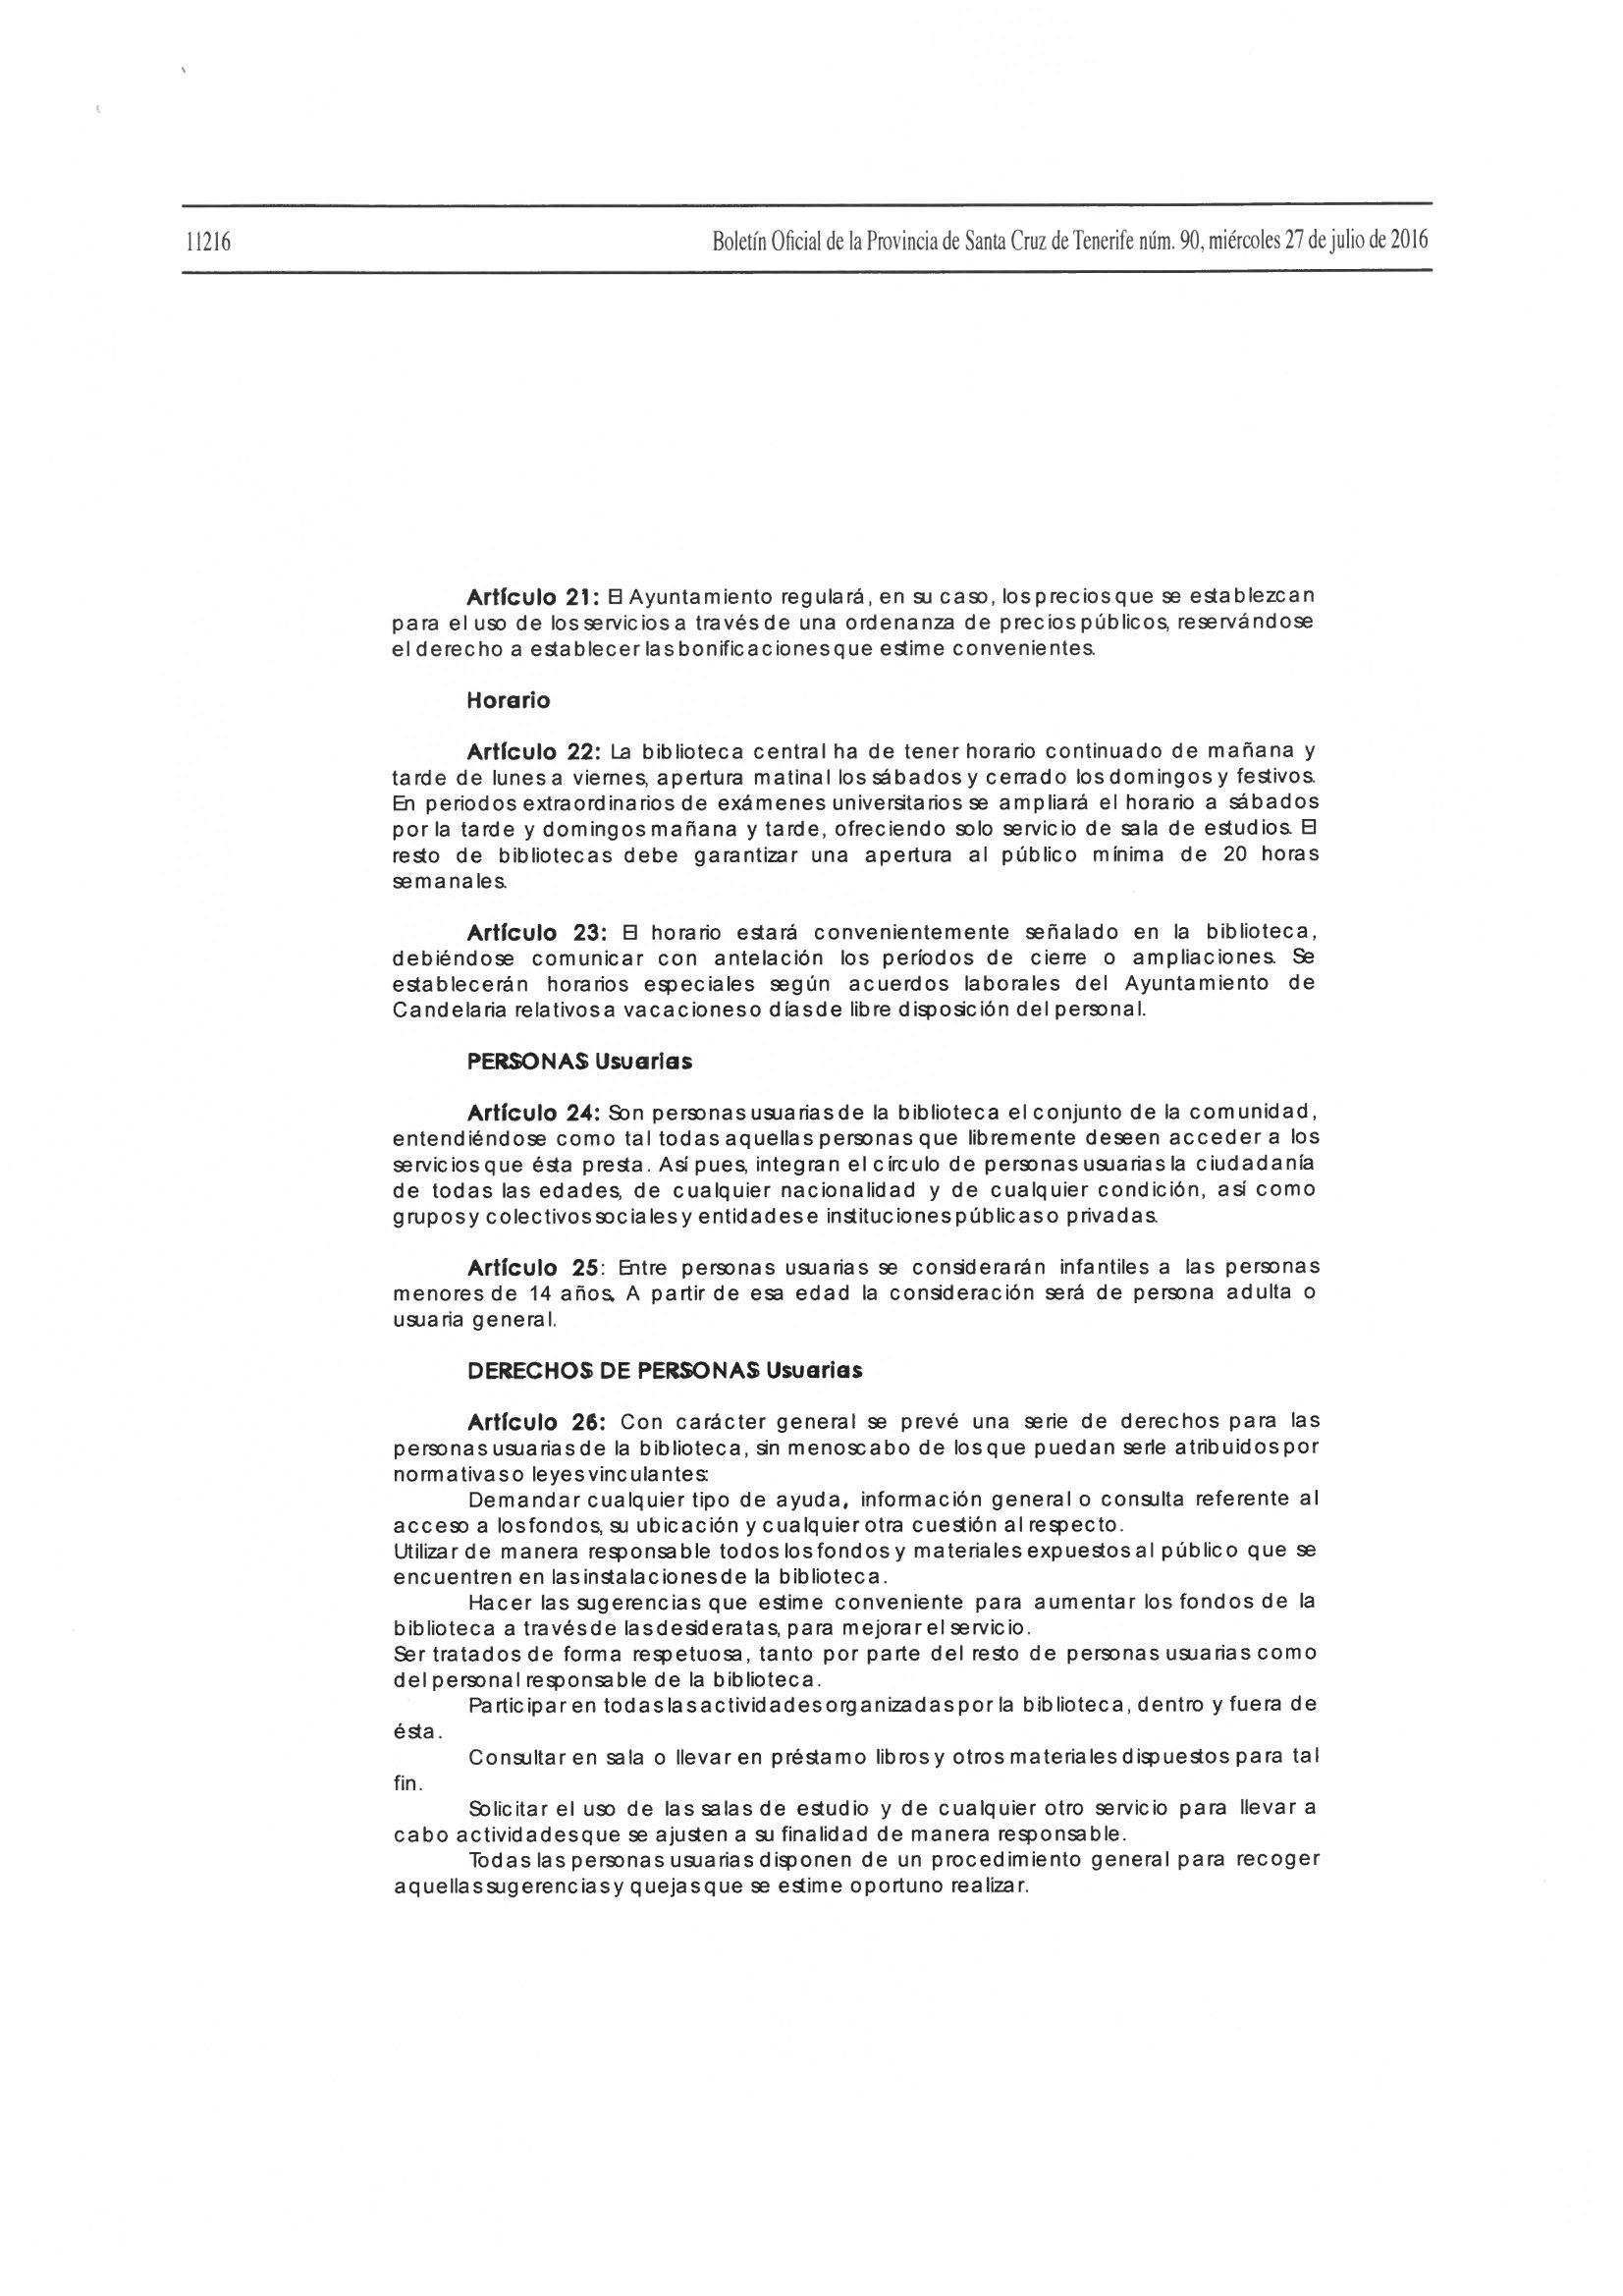 11216
Boletín Oficial de la Provincia de Santa Cruz de Tenerife núm. 90, miércoles 27 de julio de 2016
Artículo 21: El Ayuntamiento regulará, en su caso, los precios que se establezcan
para el uso de los servicios a través de una ordenanza de precios públicos, reservándose
el derecho a establecer las bonificaciones que estime convenientes.
Horario
Artículo 22: La biblioteca central ha de tener horario continuado de mañana y
tarde de lunes a viernes, apertura matinal los sábados y cerrado los domingos y festivos.
En periodos extraordinarios de exámenes universitarios se ampliará el horario a sábados
por la tarde y domingos mañana y tarde, ofreciendo solo servicio de sala de estudios. El
resto de bibliotecas debe garantizar una apertura al público mínima de 20 horas
semanales.
Artículo 23: El horario estará convenientemente señalado en la biblioteca,
debiéndose comunicar con antelación los períodos de cierre o ampliaciones. Se
establecerán horarios especiales según acuerdos laborales del Ayuntamiento de
Candelaria relativos a vacaciones o días de libre disposición del personal.
PERSONAS Usuarias
Artículo 24: Son personas usuarias de la biblioteca el conjunto de la comunidad,
entendiéndose como tal todas aquellas personas que libremente deseen acceder a los
servicios que ésta presta. Así pues, integran el círculo de personas usuarias la ciudadanía
de todas las edades, de cualquier nacionalidad y de cualquier condición, así como
grupos y colectivos sociales y entidades e instituciones públicas o privadas.
Artículo 25: Entre personas usuarias se considerarán infantiles a las personas
menores de 14 años. A partir de esa edad la consideración será de persona adulta o
usuaria general.
DERECHOS DE PERSONAS Usuarias
Artículo 26: Con carácter general se prevé una serie de derechos para las
personas usuarias de la biblioteca, sin menoscabo de los que puedan serle atribuidos por
normativas o leyes vinculantes:
Demandar cualquier tipo de ayuda, información general o consulta referente al
acceso a los fondos, su ubicación y cualquier otra cuestión al respecto.
Utilizar de manera responsable todos los fondos y materiales expuestos al público que se
encuentren en las instalaciones de la biblioteca.
Hacer las sugerencias que estime conveniente para aumentar los fondos de la
biblioteca a través de las desideratas, para mejorar el servicio.
Ser tratados de forma respetuosa, tanto por parte del resto de personas usuarias como
del personal responsable de la biblioteca.
Participar en todas las actividades organizadas por la biblioteca, dentro y fuera de
ésta.
Consultar en sala o llevar en préstamo libros y otros materiales dispuestos para tal
fin.
Solicitar el uso de las salas de estudio y de cualquier otro servicio para llevar a
cabo actividades que se ajusten a su finalidad de manera responsable.
Todas las personas usuarias disponen de un procedimiento general para recoger
aquellas sugerencias y quejas que se estime oportuno realizar.